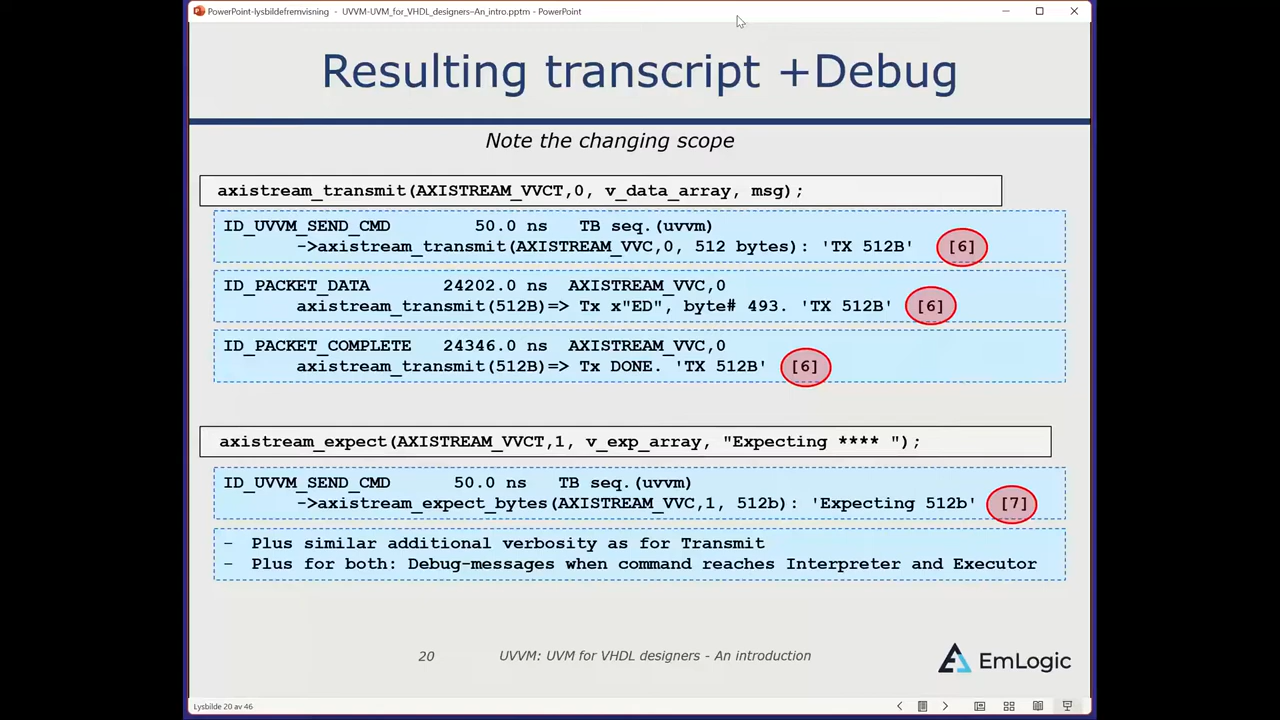 PowerPoint-lysbildefremvisning - UVVM-UVM_for_VHDL_designers–An_intro.pptm - PowerPoint
Resulting transcript +Debug
Note the changing scope
axistream_transmit(AXISTREAM_VVCT,0, v_data_array, msg);
ID_UVVM_SEND_CMD 50.0 ns TB seq.(uvvm)
->axistream_transmit(AXISTREAM_VVC,0, 512 bytes): 'TX 512B' [6]
ID_PACKET_DATA 24202.0 ns AXISTREAM_VVC,0
axistream_transmit(512B)=> Tx x"ED", byte# 493. 'TX 512B' [6]
ID_PACKET_COMPLETE 24346.0 ns AXISTREAM_VVC,0
axistream_transmit(512B)=> Tx DONE. 'TX 512B' [6]
axistream_expect(AXISTREAM_VVCT,1, v_exp_array, "Expecting **** ");
ID_UVVM_SEND_CMD 50.0 ns TB seq.(uvvm)
->axistream_expect_bytes(AXISTREAM_VVC,1, 512b): 'Expecting 512b' [7]
- Plus similar additional verbosity as for Transmit
- Plus for both: Debug-messages when command reaches Interpreter and Executor
20 UVVM: UVM for VHDL designers - An introduction
EmLogic
Lysbilde 20 av 46